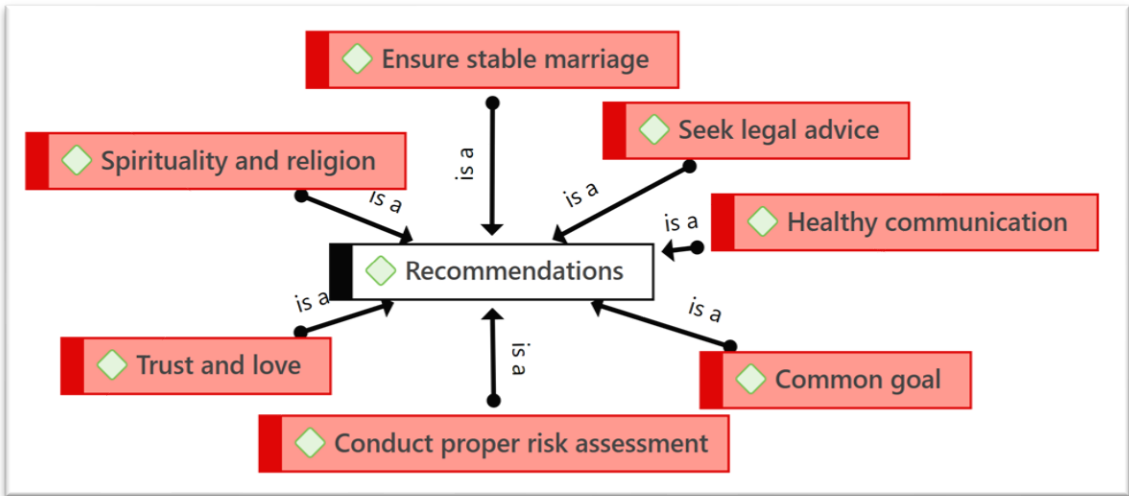 Ensure stable marriage
Seek legal advice
Spirituality and religion
is a
is a
is a
Healthy communication
is a
Recommendations
is a
is a
is a
Trust and love
Common goal
Conduct proper risk assessment